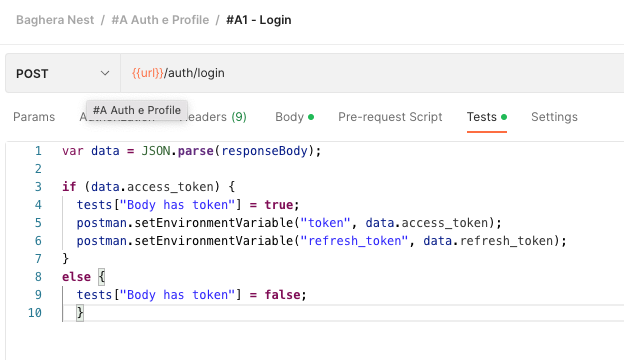 Baghera Nest / #A Auth e Profile / #A1 - Login
POST {{url}}/auth/login
#A Auth e Profile
Params Headers (9) Body Pre-request Script Tests Settings
1 var data = JSON.parse(responseBody);
2
3 if (data.access_token) {
4 tests["Body has token"] = true;
5 postman.setEnvironmentVariable("token", data.access_token);
6 postman.setEnvironmentVariable("refresh_token", data.refresh_token);
7 }
8 else {
9 tests["Body has token"] = false;
10 }